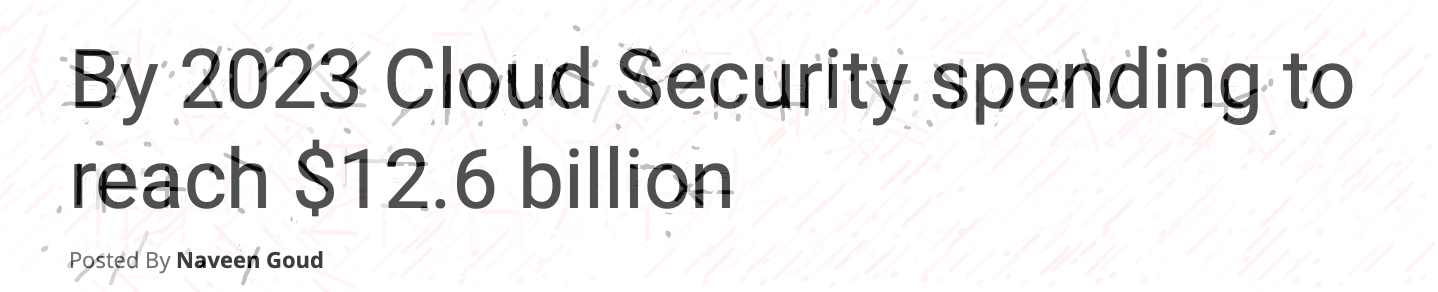 By 2023 Cloud Security spending to
reach $12.6 billion
Posted By Naveen Goud